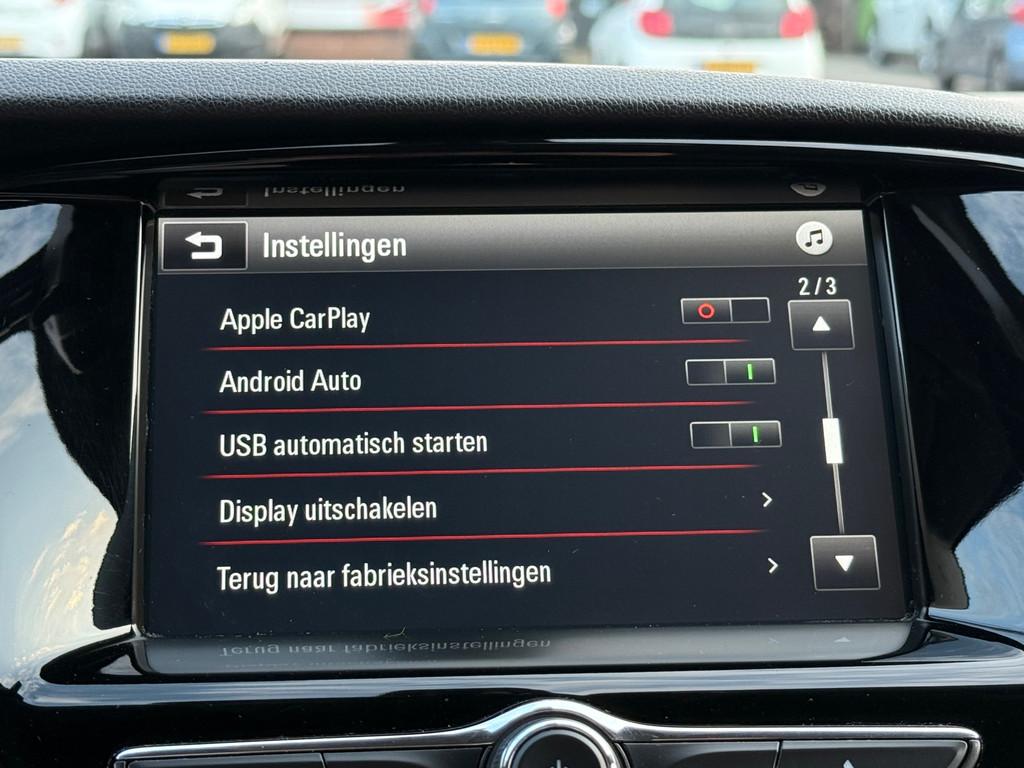 Instellingen
2/3
Apple CarPlay
Android Auto
USB automatisch starten
Display uitschakelen
Terug naar fabrieksinstellingen